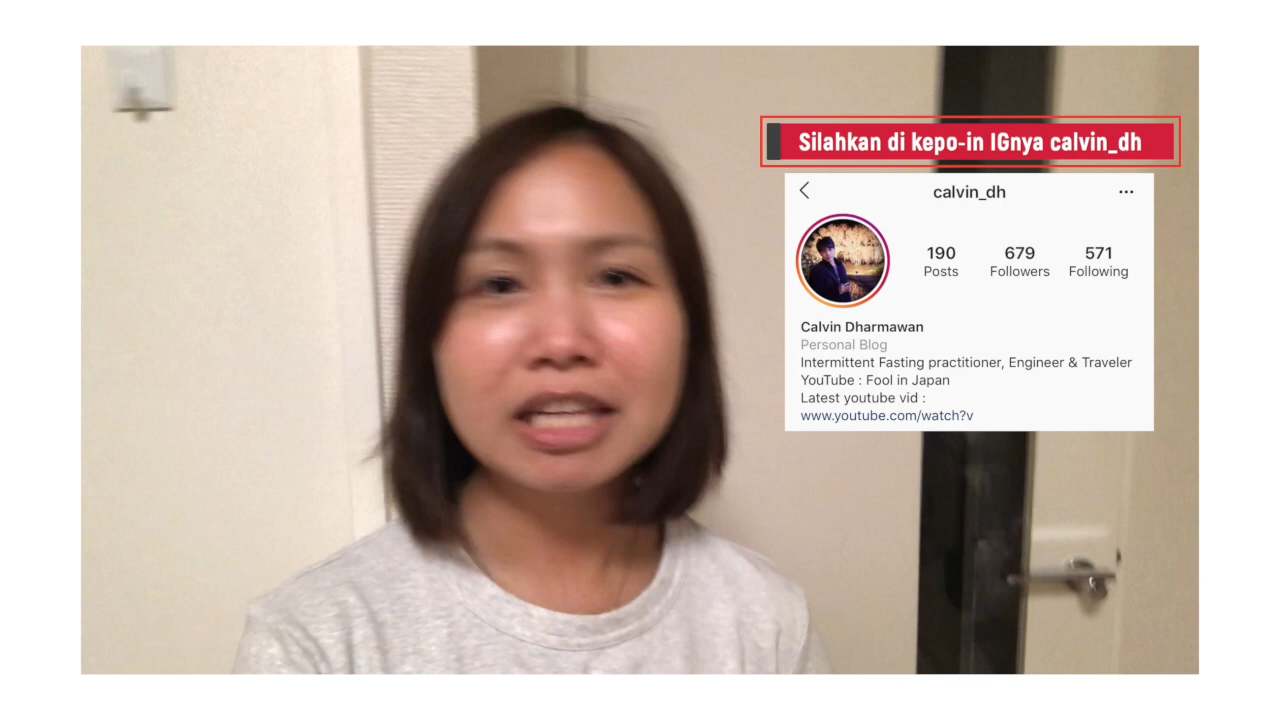 Silahkan di kepo-in IGnya calvin_dh
calvin_dh
190 679 571
Posts Followers Following
Calvin Dharmawan
Personal Blog
Intermittent Fasting practitioner, Engineer & Traveler
YouTube : Fool in Japan
Latest youtube vid :
www.youtube.com/watch?v